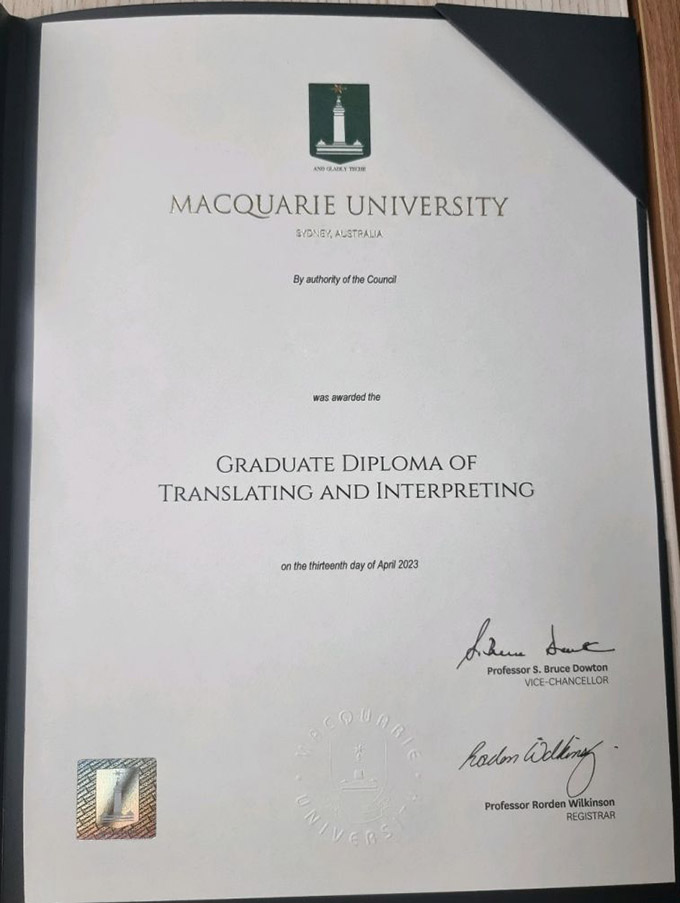 AND GLADLY TECHE
MACQUARIE UNIVERSITY
SYDNEY, AUSTRALIA
By authority of the Council
was awarded the
GRADUATE DIPLOMA OF
TRANSLATING AND INTERPRETING
on the thirteenth day of April 2023
Professor S. Bruce Dowton
VICE-CHANCELLOR
MACQUARIE
UNIVERSITY
Professor Rorden Wilkinson
REGISTRAR